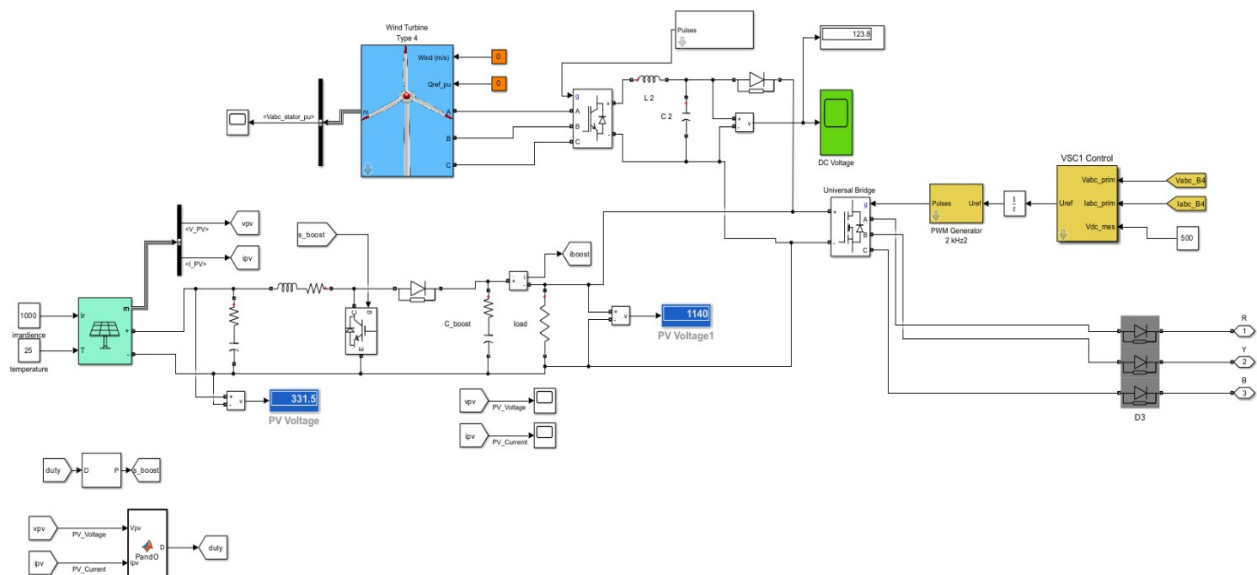 Wind Turbine
Type 4
Wind (m/s)
0
Qref_pu
0
m
A
B
C
<Vabc_stator_pu>
Pulses
g
A
B
C
+
-
L 2
C 2
+
-
v
123.8
DC Voltage
VSC1 Control
Vabc_prim
Iabc_prim
Vdc_mes
Uref
Vabc_B4
Iabc_B4
500
1
z
Uref
Pulses
PWM Generator
2 kHz2
Universal Bridge
g
A
B
C
+
-
<V_PV>
<I_PV>
vpv
ipv
s_boost
g
C
E
C_boost
i
+
-
iboost
load
+
-
v
1140
PV Voltage1
1000
irrardience
25
temperature
Ir
T
m
+
-
+
-
v
331.5
PV Voltage
vpv
PV_Voltage
ipv
PV_Current
R
1
Y
2
B
3
D3
duty
D
P
s_boost
vpv
PV_Voltage
ipv
PV_Current
Vpv
Ipv
D
PandO
duty